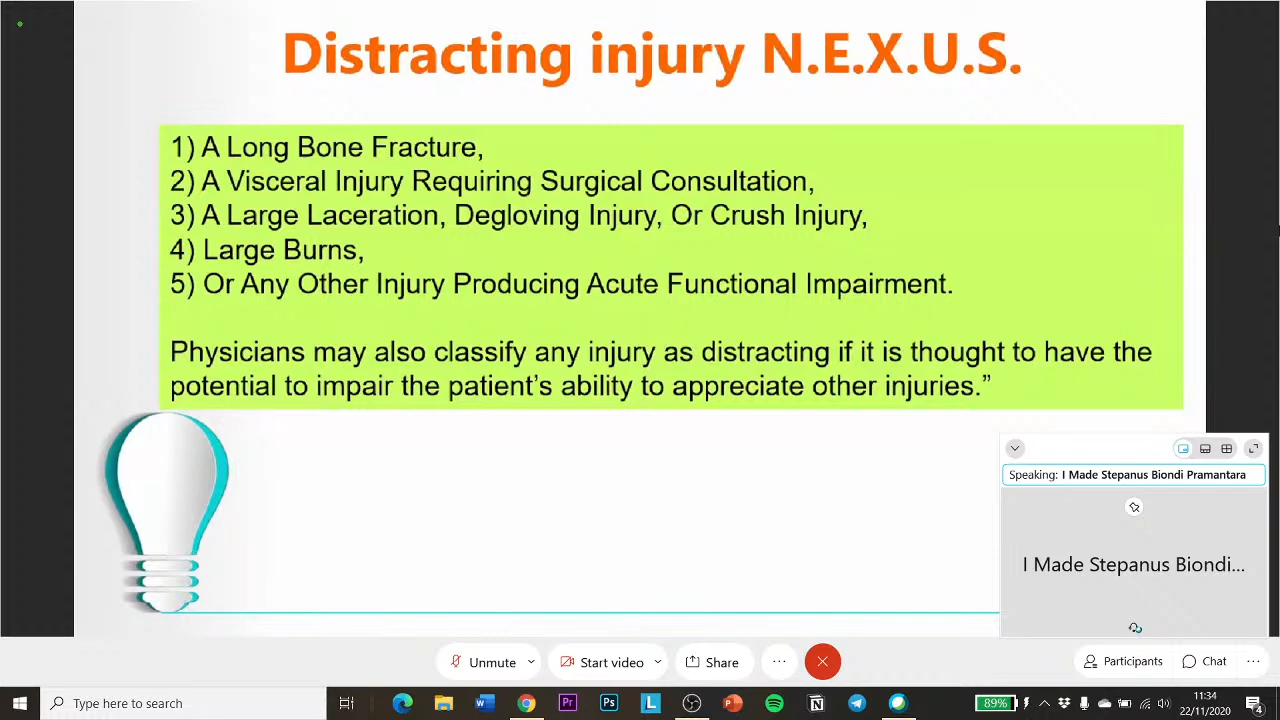 Distracting injury N.E.X.U.S.
1) A Long Bone Fracture,
2) A Visceral Injury Requiring Surgical Consultation,
3) A Large Laceration, Degloving Injury, Or Crush Injury,
4) Large Burns,
5) Or Any Other Injury Producing Acute Functional Impairment.
Physicians may also classify any injury as distracting if it is thought to have the
potential to impair the patient’s ability to appreciate other injuries.”
Speaking: I Made Stepanus Biondi Pramantara
I Made Stepanus Biondi...
Unmute
Start video
Share
Participants
Chat
Type here to search
W
Pr
Ps
L
P
N
89%
11:34
22/11/2020
4